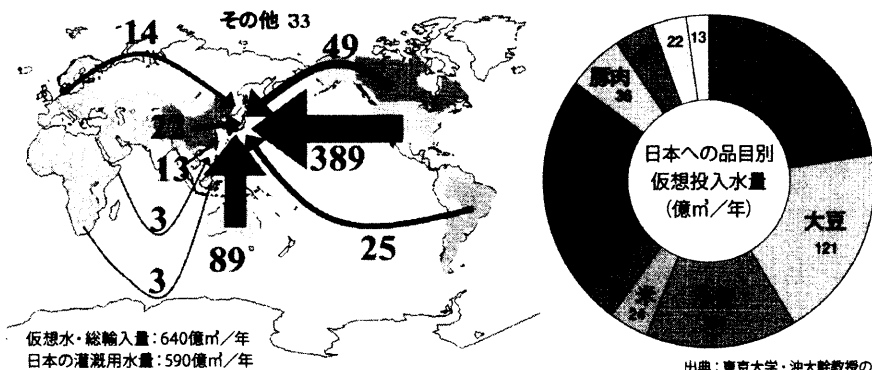 その他 33
14
49
389
13
3
89
25
3
仮想水・総輸入量:640億㎥/年
日本の灌漑用水量:590億㎥/年
22
13
豚肉
36
日本への品目別
仮想投入水量
(億㎥/年)
大豆
121
米
24
出典:東京大学・沖大幹教授の